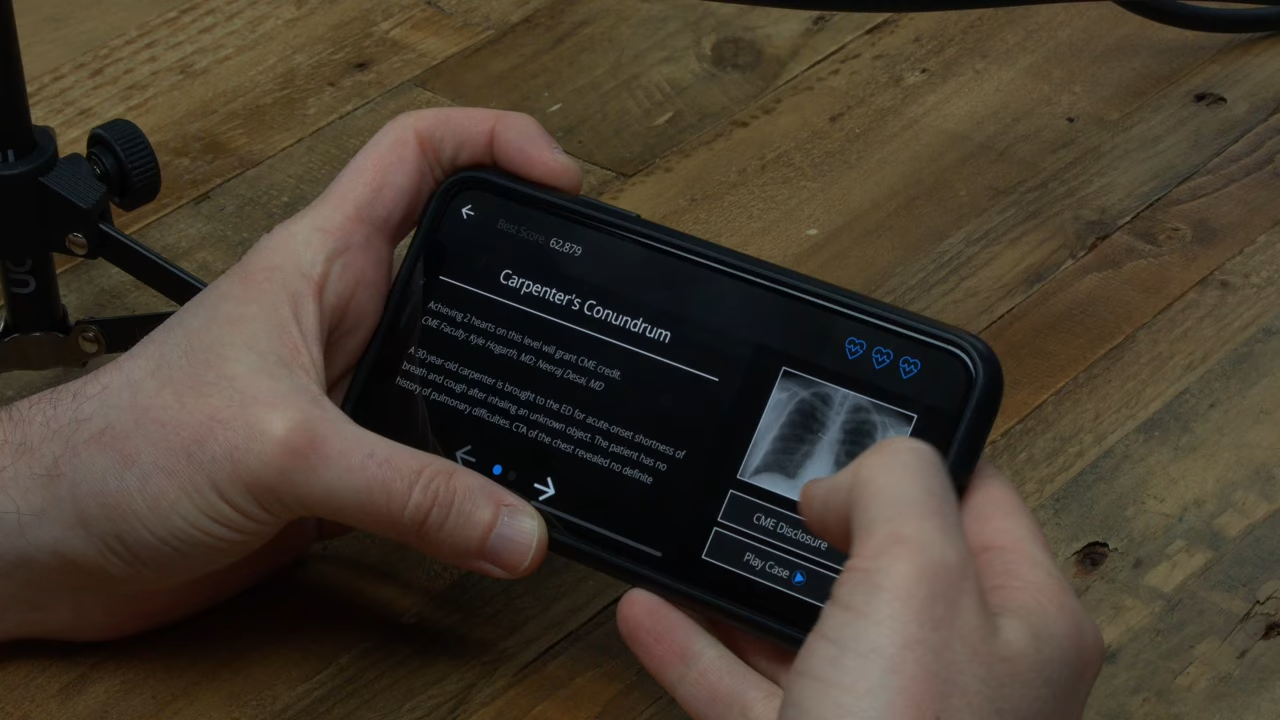 Best Score 62,879
Carpenter's Conundrum
Achieving 2 hearts on this level will grant CME credit.
CME Faculty: Kyle Hogarth, MD: Neeraj Desai, MD
A 30-year-old carpenter is brought to the ED for acute-onset shortness of
breath and cough after inhaling an unknown object. The patient has no
history of pulmonary difficulties. CTA of the chest revealed no definite
CME Disclosure
Play Case